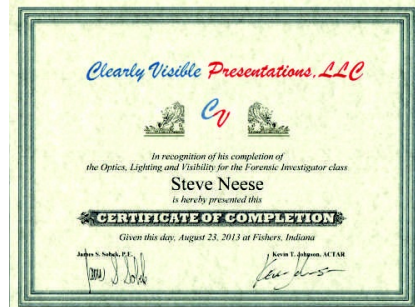 Clearly Visible Presentations, LLC
CV
In recognition of his completion of
the Optics, Lighting and Visibility for the Forensic Investigator class
Steve Neese
is hereby presented this
CERTIFICATE OF COMPLETION
Given this day, August 23, 2013 at Fishers, Indiana
James S. Sobek, P.E. Kevin T. Johnson, ACTAR